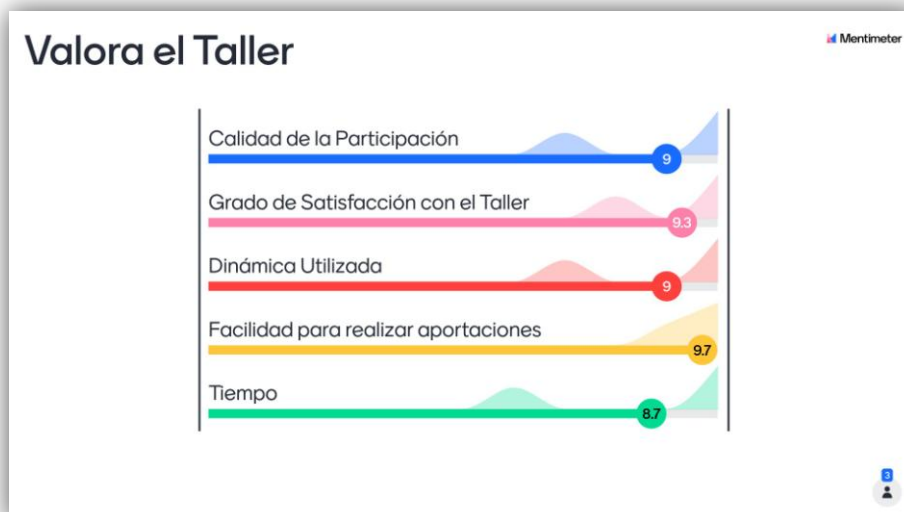 Valora el Taller
Mentimeter
Calidad de la Participación
9
Grado de Satisfacción con el Taller
9.3
Dinámica Utilizada
9
Facilidad para realizar aportaciones
9.7
Tiempo
8.7
3